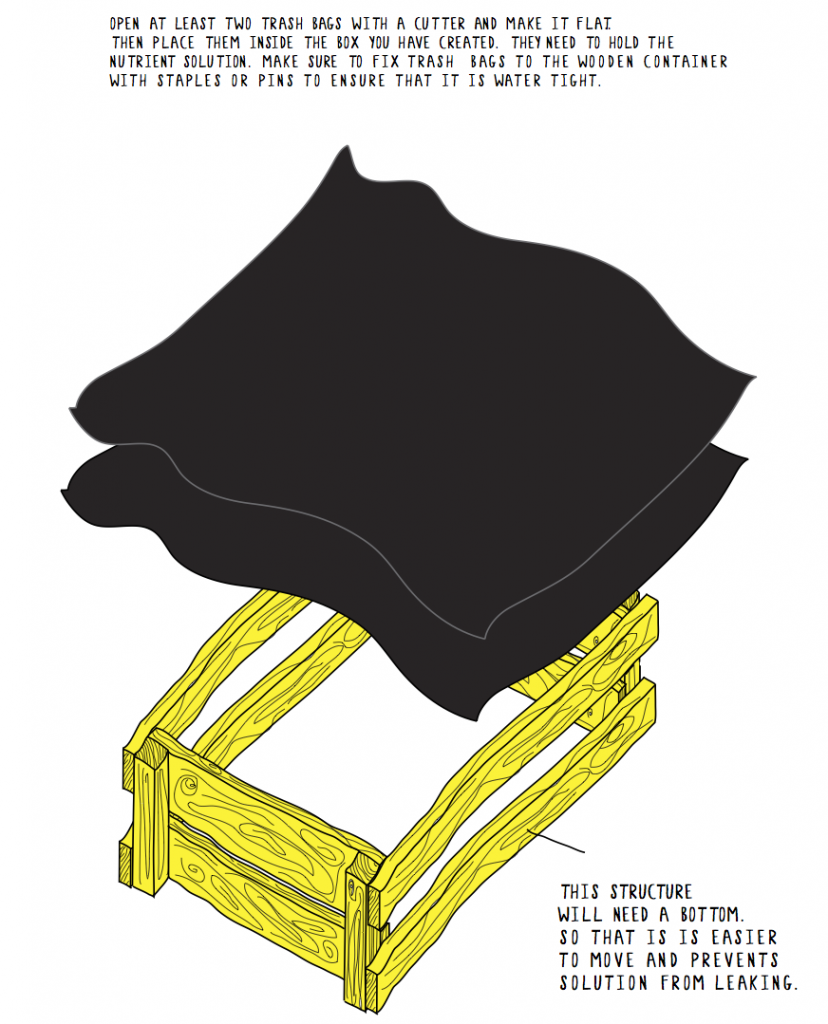 OPEN AT LEAST TWO TRASH BAGS WITH A CUTTER AND MAKE IT FLAT.
THEN PLACE THEM INSIDE THE BOX YOU HAVE CREATED. THEY NEED TO HOLD THE
NUTRIENT SOLUTION. MAKE SURE TO FIX TRASH BAGS TO THE WOODEN CONTAINER
WITH STAPLES OR PINS TO ENSURE THAT IT IS WATER TIGHT.
THIS STRUCTURE
WILL NEED A BOTTOM.
SO THAT IS IS EASIER
TO MOVE AND PREVENTS
SOLUTION FROM LEAKING.